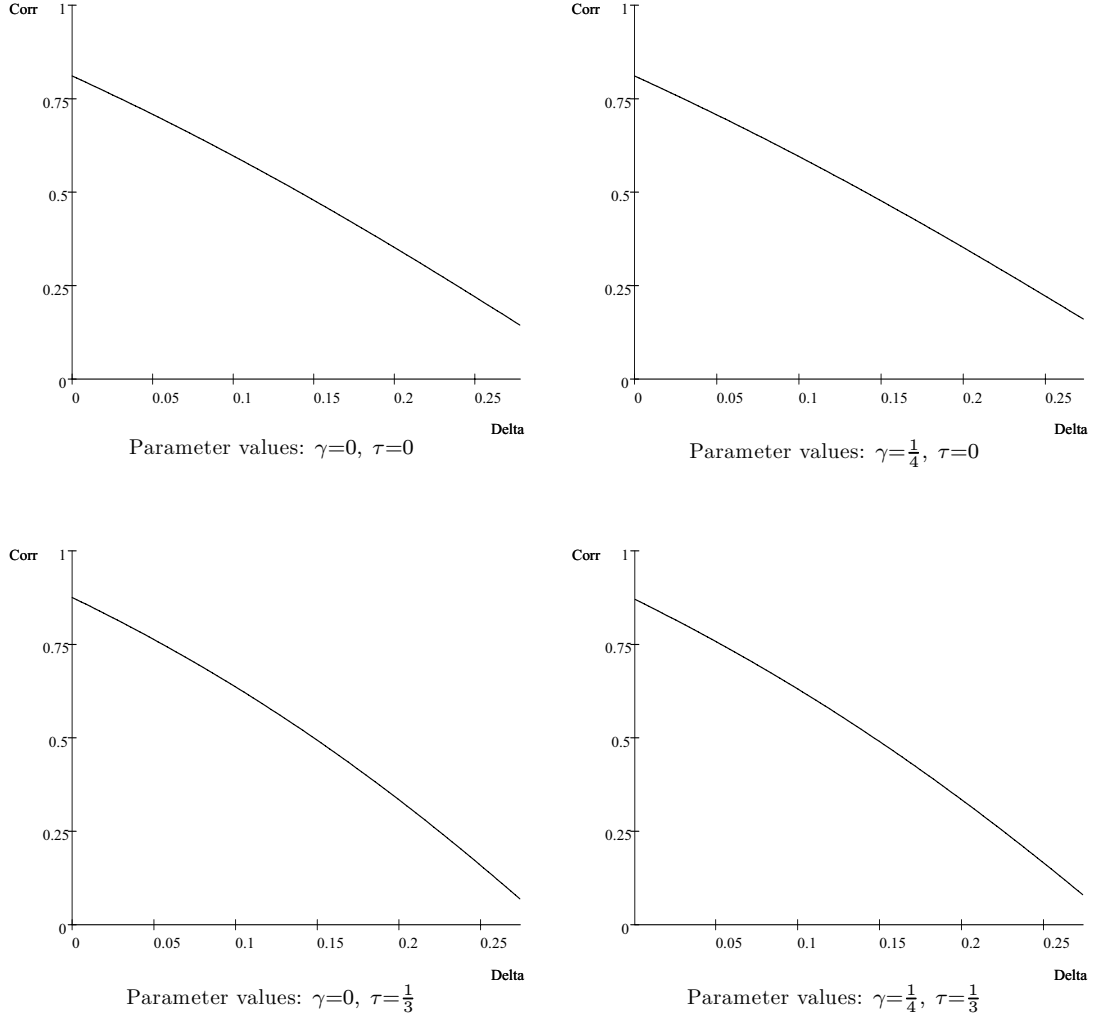 Corr
1
0.75
0.5
0.25
0
0 0.05 0.1 0.15 0.2 0.25
Delta
Parameter values: γ=0, τ=0
Corr
1
0.75
0.5
0.25
0
0 0.05 0.1 0.15 0.2 0.25
Delta
Parameter values: γ=1/4, τ=0
Corr
1
0.75
0.5
0.25
0
0 0.05 0.1 0.15 0.2 0.25
Delta
Parameter values: γ=0, τ=1/3
Corr
1
0.75
0.5
0.25
0
0.05 0.1 0.15 0.2 0.25
Delta
Parameter values: γ=1/4, τ=1/3